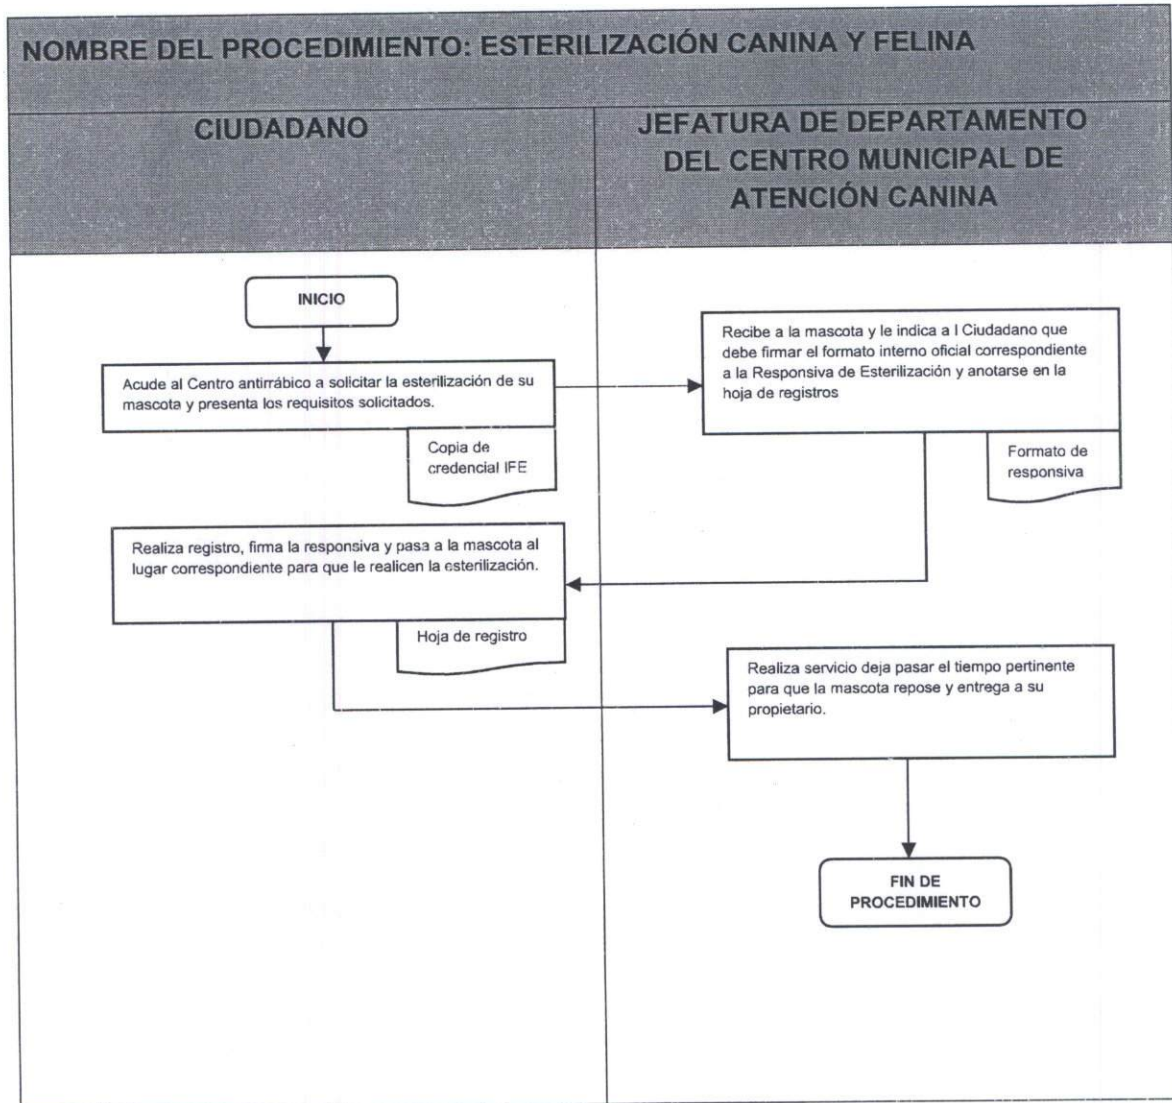 NOMBRE DEL PROCEDIMIENTO: ESTERILIZACIÓN CANINA Y FELINA
CIUDADANO
JEFATURA DE DEPARTAMENTO
DEL CENTRO MUNICIPAL DE
ATENCIÓN CANINA
INICIO
Acude al Centro antirrábico a solicitar la esterilización de su
mascota y presenta los requisitos solicitados.
Copia de
credencial IFE
Recibe a la mascota y le indica a l Ciudadano que
debe firmar el formato interno oficial correspondiente
a la Responsiva de Esterilización y anotarse en la
hoja de registros
Formato de
responsiva
Realiza registro, firma la responsiva y pasa a la mascota al
lugar correspondiente para que le realicen la esterilización.
Hoja de registro
Realiza servicio deja pasar el tiempo pertinente
para que la mascota repose y entrega a su
propietario.
FIN DE
PROCEDIMIENTO